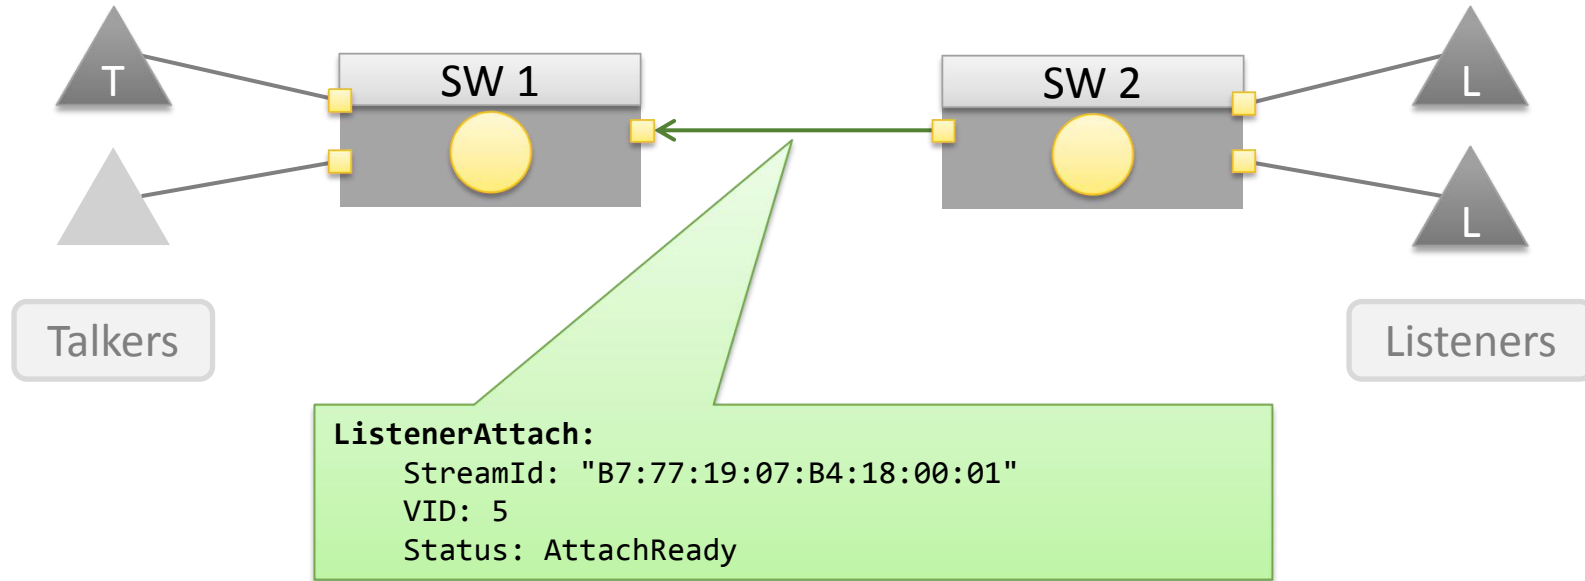 T
SW 1
SW 2
L
L
Talkers
Listeners
ListenerAttach:
StreamId: "B7:77:19:07:B4:18:00:01"
VID: 5
Status: AttachReady